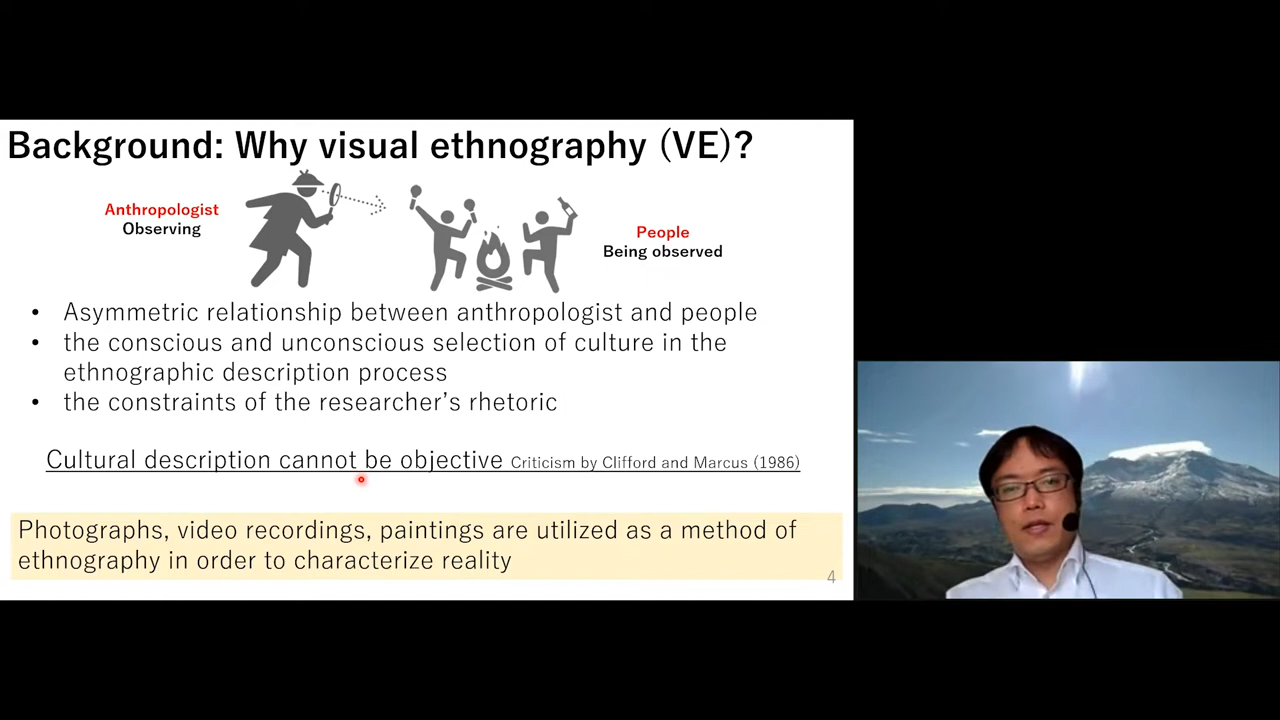 Background: Why visual ethnography (VE)?
Anthropologist
Observing
People
Being observed
• Asymmetric relationship between anthropologist and people
• the conscious and unconscious selection of culture in the
ethnographic description process
• the constraints of the researcher's rhetoric
Cultural description cannot be objective Criticism by Clifford and Marcus (1986)
Photographs, video recordings, paintings are utilized as a method of
ethnography in order to characterize reality
4